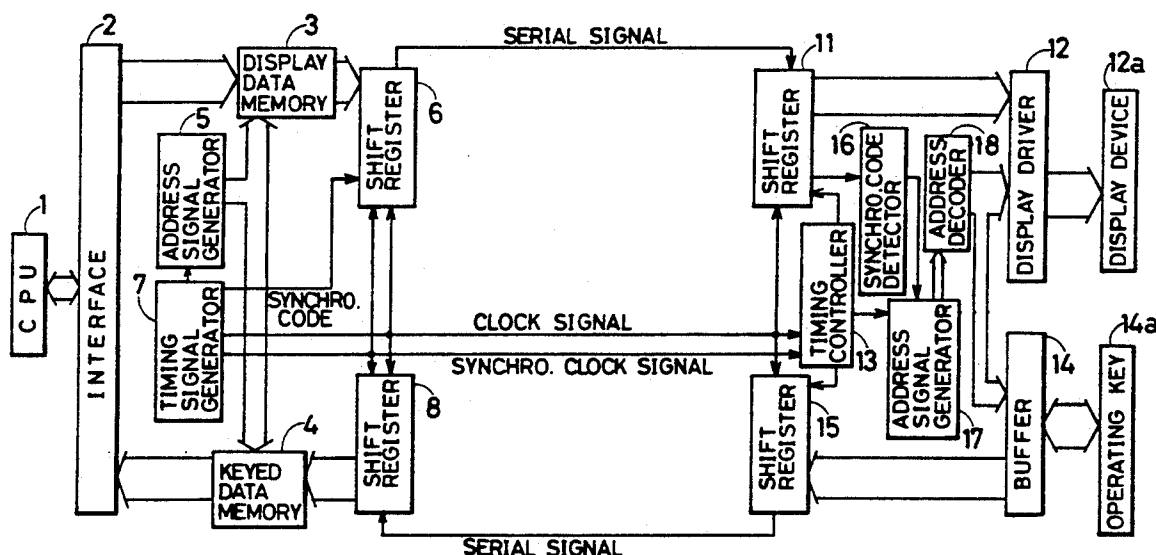 SERIAL SIGNAL
2
3
DISPLAY
DATA
MEMORY
6
SHIFT
REGISTER
11
SHIFT
REGISTER
12
DISPLAY DRIVER
12a
DISPLAY DEVICE
5
ADDRESS
SIGNAL
GENERATOR
16
SYNCHRO. CODE
DETECTOR
18
ADDRESS
DECODER
1
CPU
INTERFACE
7
TIMING
SIGNAL
GENERATOR
SYNCHRO.
CODE
CLOCK SIGNAL
SYNCHRO. CLOCK SIGNAL
TIMING
CONTROLLER
13
ADDRESS
SIGNAL
GENERATOR
17
14
BUFFER
14a
OPERATING KEY
8
SHIFT
REGISTER
15
SHIFT
REGISTER
4
KEYED
DATA
MEMORY
SERIAL SIGNAL